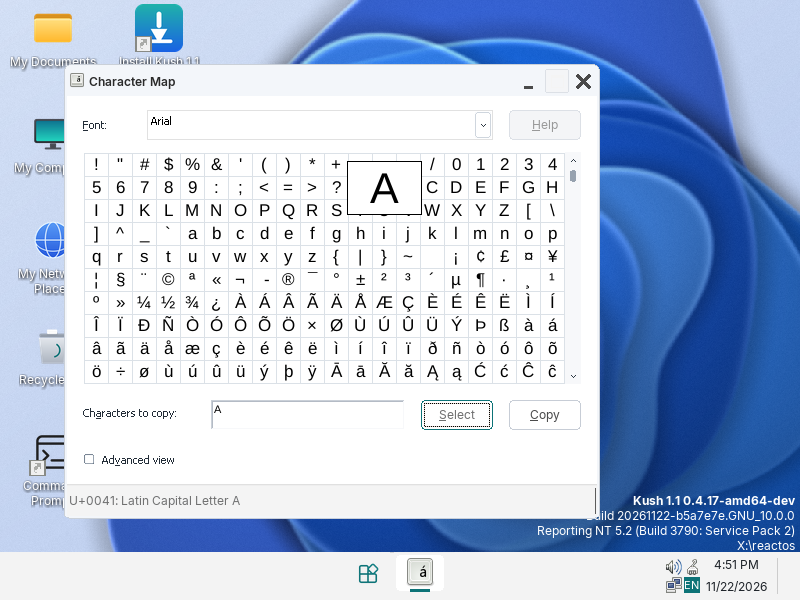 My Documents
Install Kush 1.1
My Comp
My Netw
Place
Recycle
Comma
Promp
Character Map
Font:
Arial
Help
! " # $ % & ' ( ) * + / 0 1 2 3 4
5 6 7 8 9 : ; < = > ? A C D E F G H
I J K L M N O P Q R S W X Y Z [ \
] ^ _ ` a b c d e f g h i j k l m n o p
q r s t u v w x y z { | } ~ ¡ ¢ £ ¤ ¥
¦ § ¨ © ª « ¬ - ® ¯ ° ± ² ³ ´ µ ¶ · ¸ ¹
º » ¼ ½ ¾ ¿ À Á Â Ã Ä Å Æ Ç È É Ê Ë Ì Í
Î Ï Ð Ñ Ò Ó Ô Õ Ö × Ø Ù Ú Û Ü Ý Þ ß à á
â ã ä å æ ç è é ê ë ì í î ï ð ñ ò ó ô õ
ö ÷ ø ù ú û ü ý þ ÿ Ā ā Ă ă Ą ą Ć ć Ĉ ĉ
Characters to copy:
A
Select
Copy
Advanced view
U+0041: Latin Capital Letter A
Kush 1.1 0.4.17-amd64-dev
Build 20261122-b5a7e7e.GNU_10.0.0
Reporting NT 5.2 (Build 3790: Service Pack 2)
X:\reactos
á
EN
4:51 PM
11/22/2026